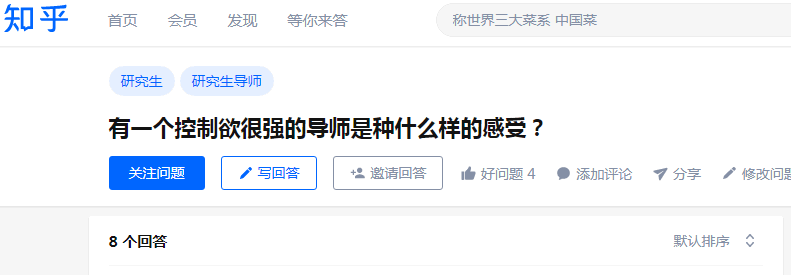 知乎 首页 会员 发现 等你来答 称世界三大菜系 中国菜
研究生 研究生导师
有一个控制欲很强的导师是种什么样的感受？
关注问题 写回答 邀请回答 好问题 4 添加评论 分享 修改问题
8 个回答 默认排序